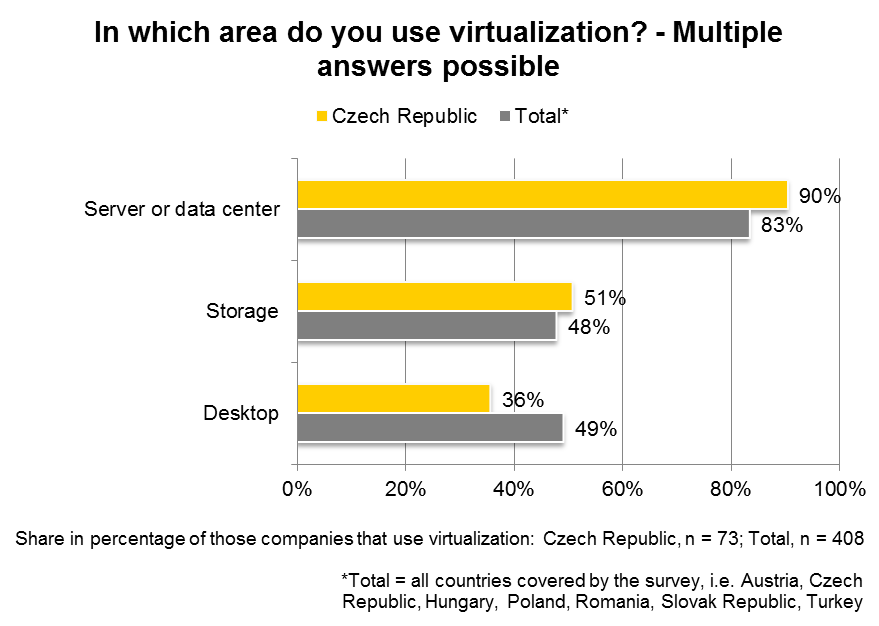 In which area do you use virtualization? - Multiple
answers possible
Czech Republic Total*
Server or data center
90%
83%
Storage
51%
48%
Desktop
36%
49%
0% 20% 40% 60% 80% 100%
Share in percentage of those companies that use virtualization: Czech Republic, n = 73; Total, n = 408
*Total = all countries covered by the survey, i.e. Austria, Czech
Republic, Hungary, Poland, Romania, Slovak Republic, Turkey